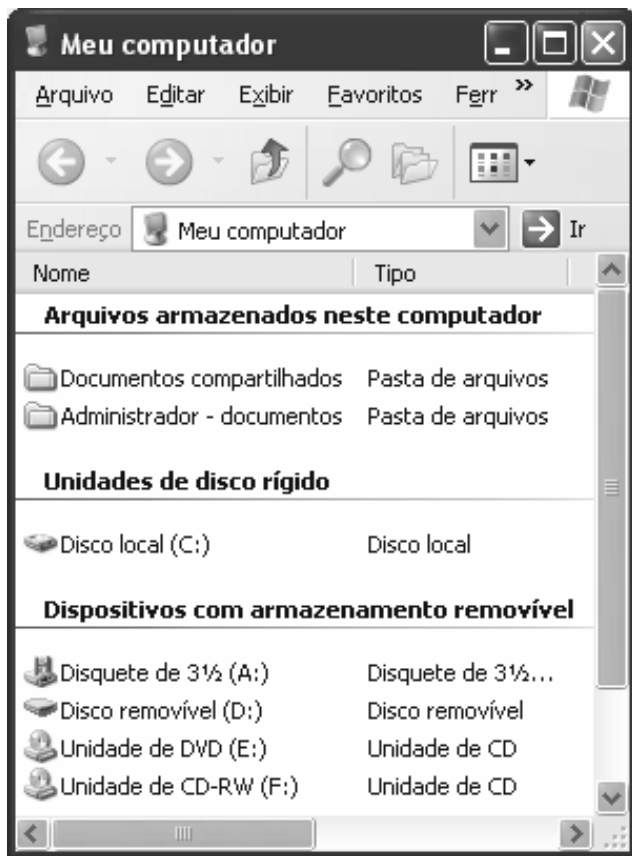 Meu computador
Arquivo Editar Exibir Favoritos Ferr »
Endereço Meu computador Ir
Nome Tipo
Arquivos armazenados neste computador
Documentos compartilhados Pasta de arquivos
Administrador - documentos Pasta de arquivos
Unidades de disco rígido
Disco local (C:) Disco local
Dispositivos com armazenamento removível
Disquete de 3½ (A:) Disquete de 3½...
Disco removível (D:) Disco removível
Unidade de DVD (E:) Unidade de CD
Unidade de CD-RW (F:) Unidade de CD